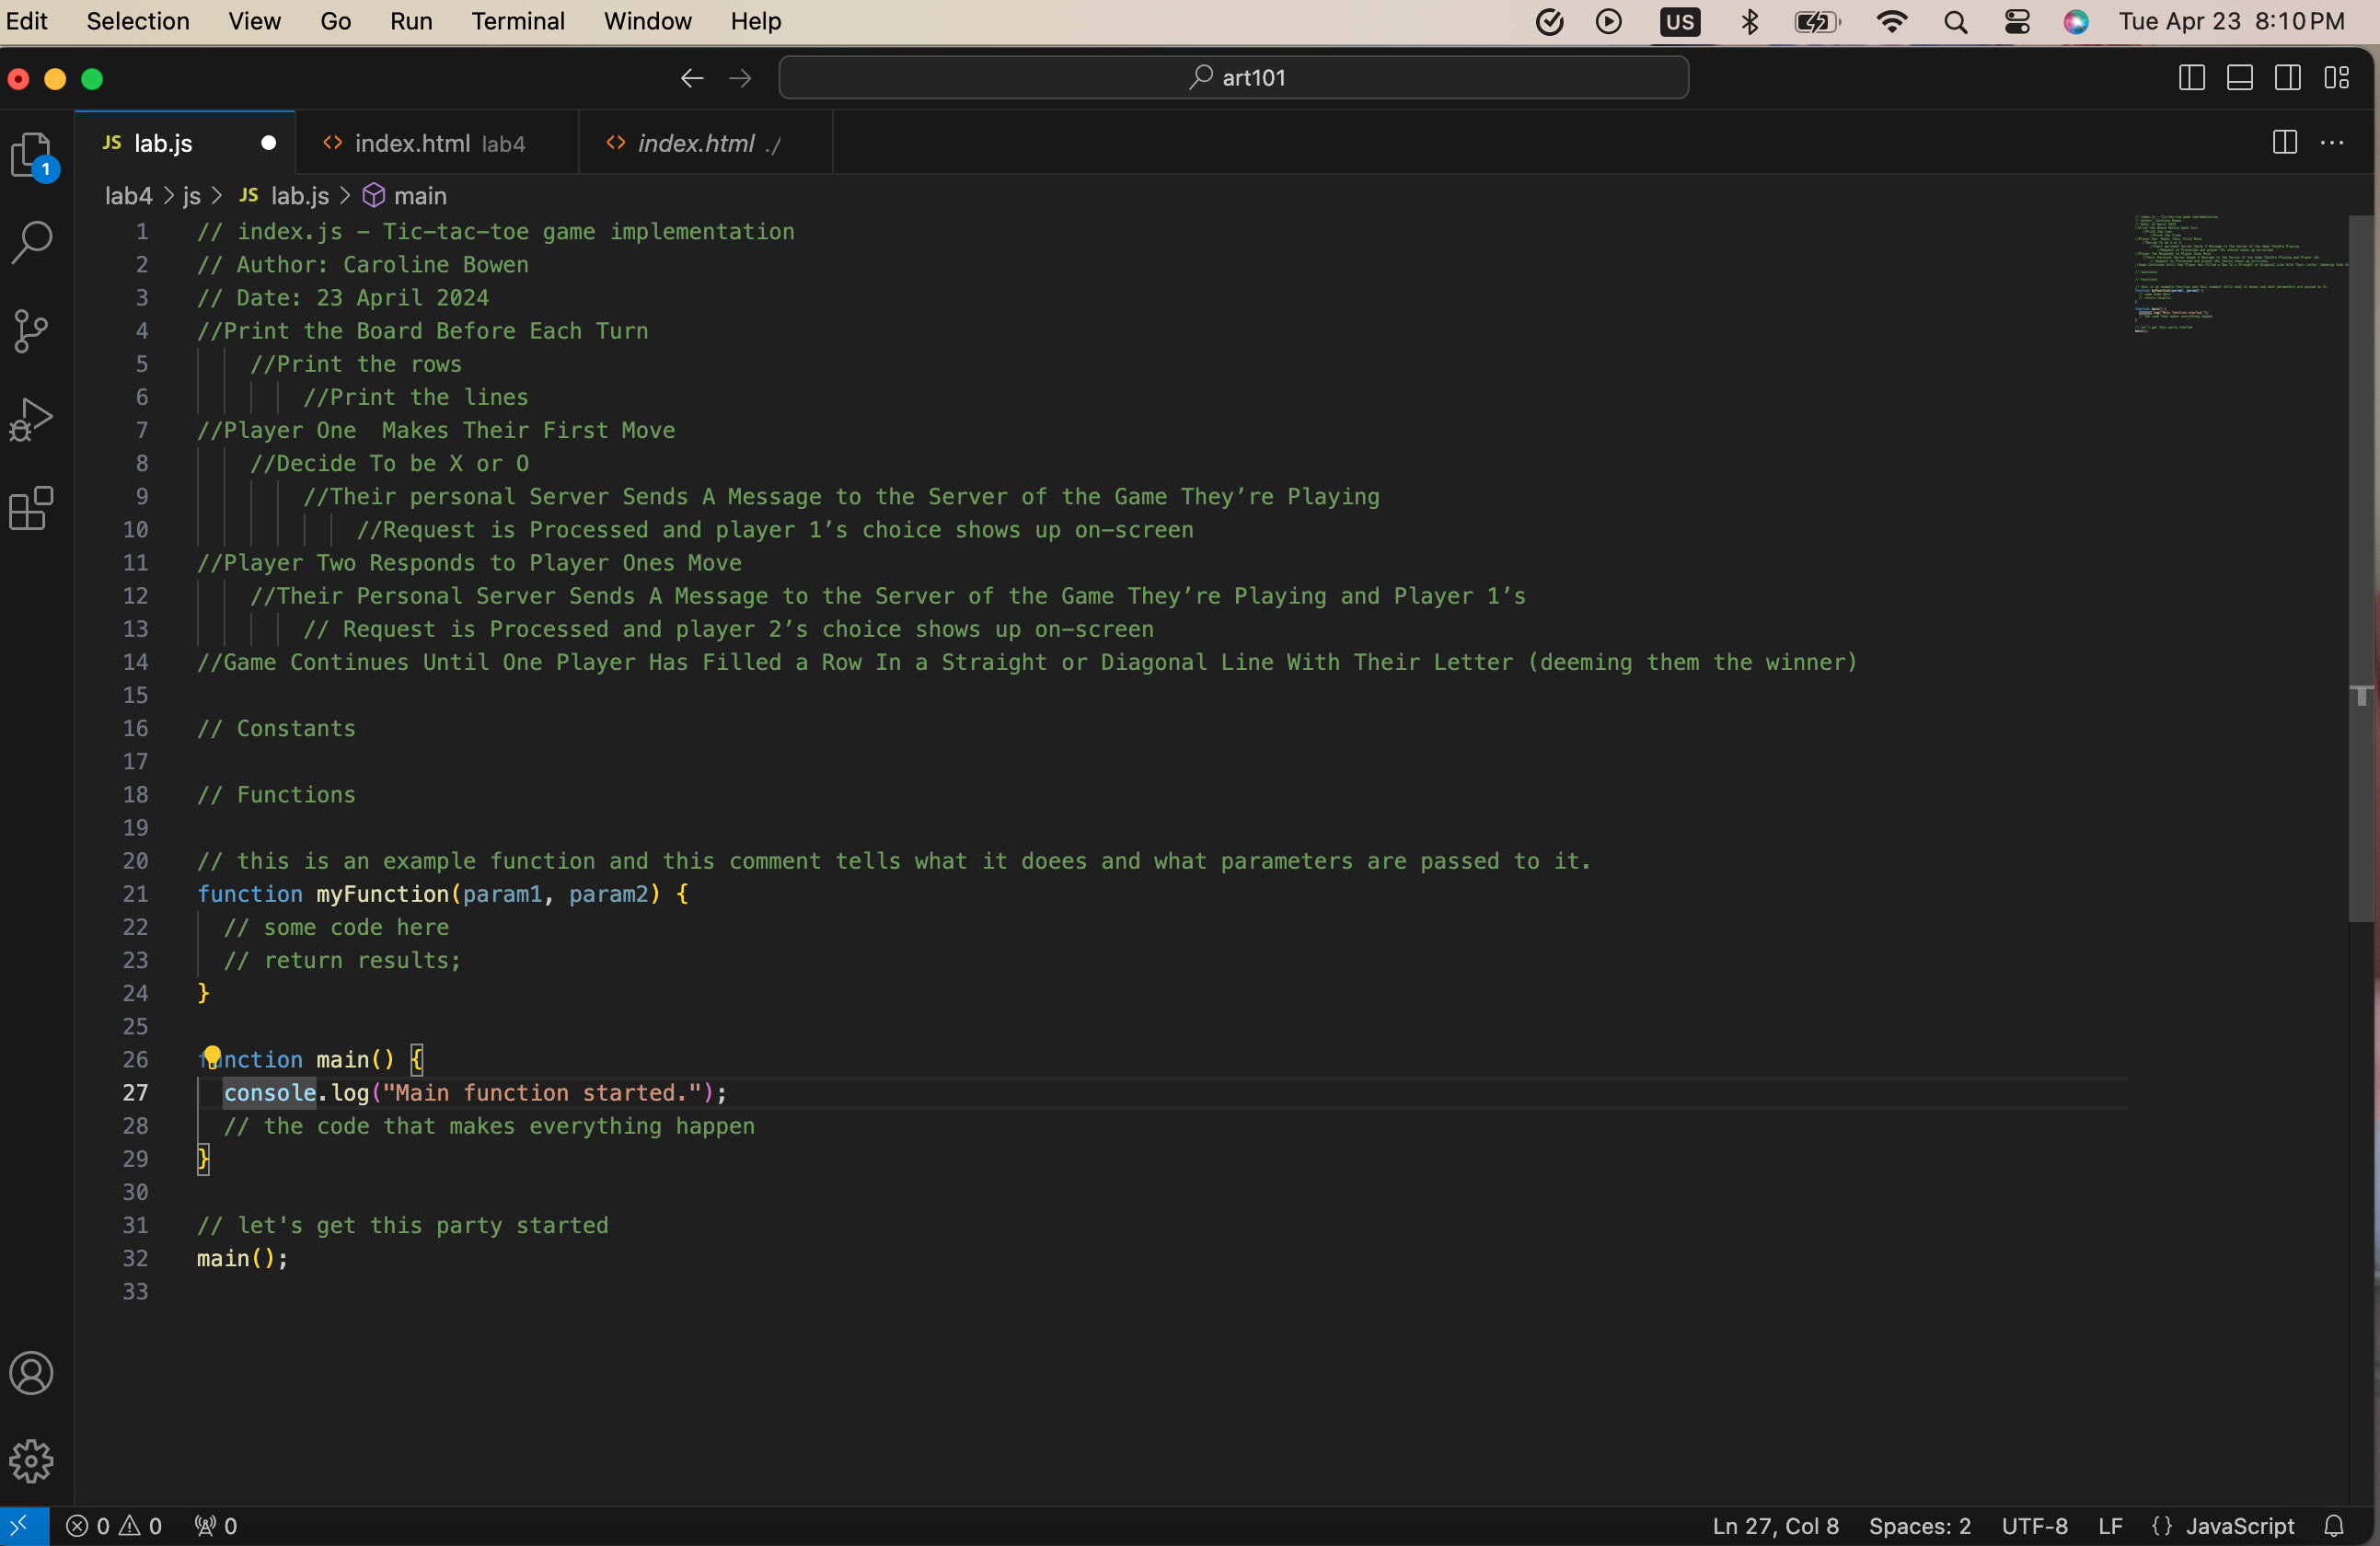 Edit Selection View Go Run Terminal Window Help US Tue Apr 23 8:10 PM
art101
JS lab.js index.html lab4 index.html ./
1
lab4 > js > JS lab.js > main
1 // index.js - Tic-tac-toe game implementation
2 // Author: Caroline Bowen
3 // Date: 23 April 2024
4 //Print the Board Before Each Turn
5 //Print the rows
6 //Print the lines
7 //Player One  Makes Their First Move
8 //Decide To be X or O
9 //Their personal Server Sends A Message to the Server of the Game They’re Playing
10 //Request is Processed and player 1’s choice shows up on-screen
11 //Player Two Responds to Player Ones Move
12 //Their Personal Server Sends A Message to the Server of the Game They’re Playing and Player 1’s
13 // Request is Processed and player 2’s choice shows up on-screen
14 //Game Continues Until One Player Has Filled a Row In a Straight or Diagonal Line With Their Letter (deeming them the winner)
15
16 // Constants
17
18 // Functions
19
20 // this is an example function and this comment tells what it doees and what parameters are passed to it.
21 function myFunction(param1, param2) {
22 // some code here
23 // return results;
24 }
25
26 function main() {
27 console.log("Main function started.");
28 // the code that makes everything happen
29 }
30
31 // let's get this party started
32 main();
33
0 0 0 Ln 27, Col 8 Spaces: 2 UTF-8 LF {} JavaScript